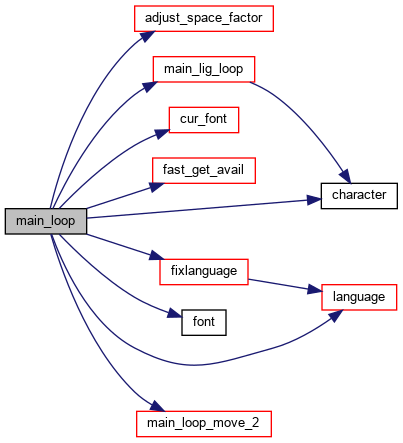 adjust_space_factor
main_lig_loop
cur_font
fast_get_avail
character
main_loop
fixlanguage
language
font
main_loop_move_2